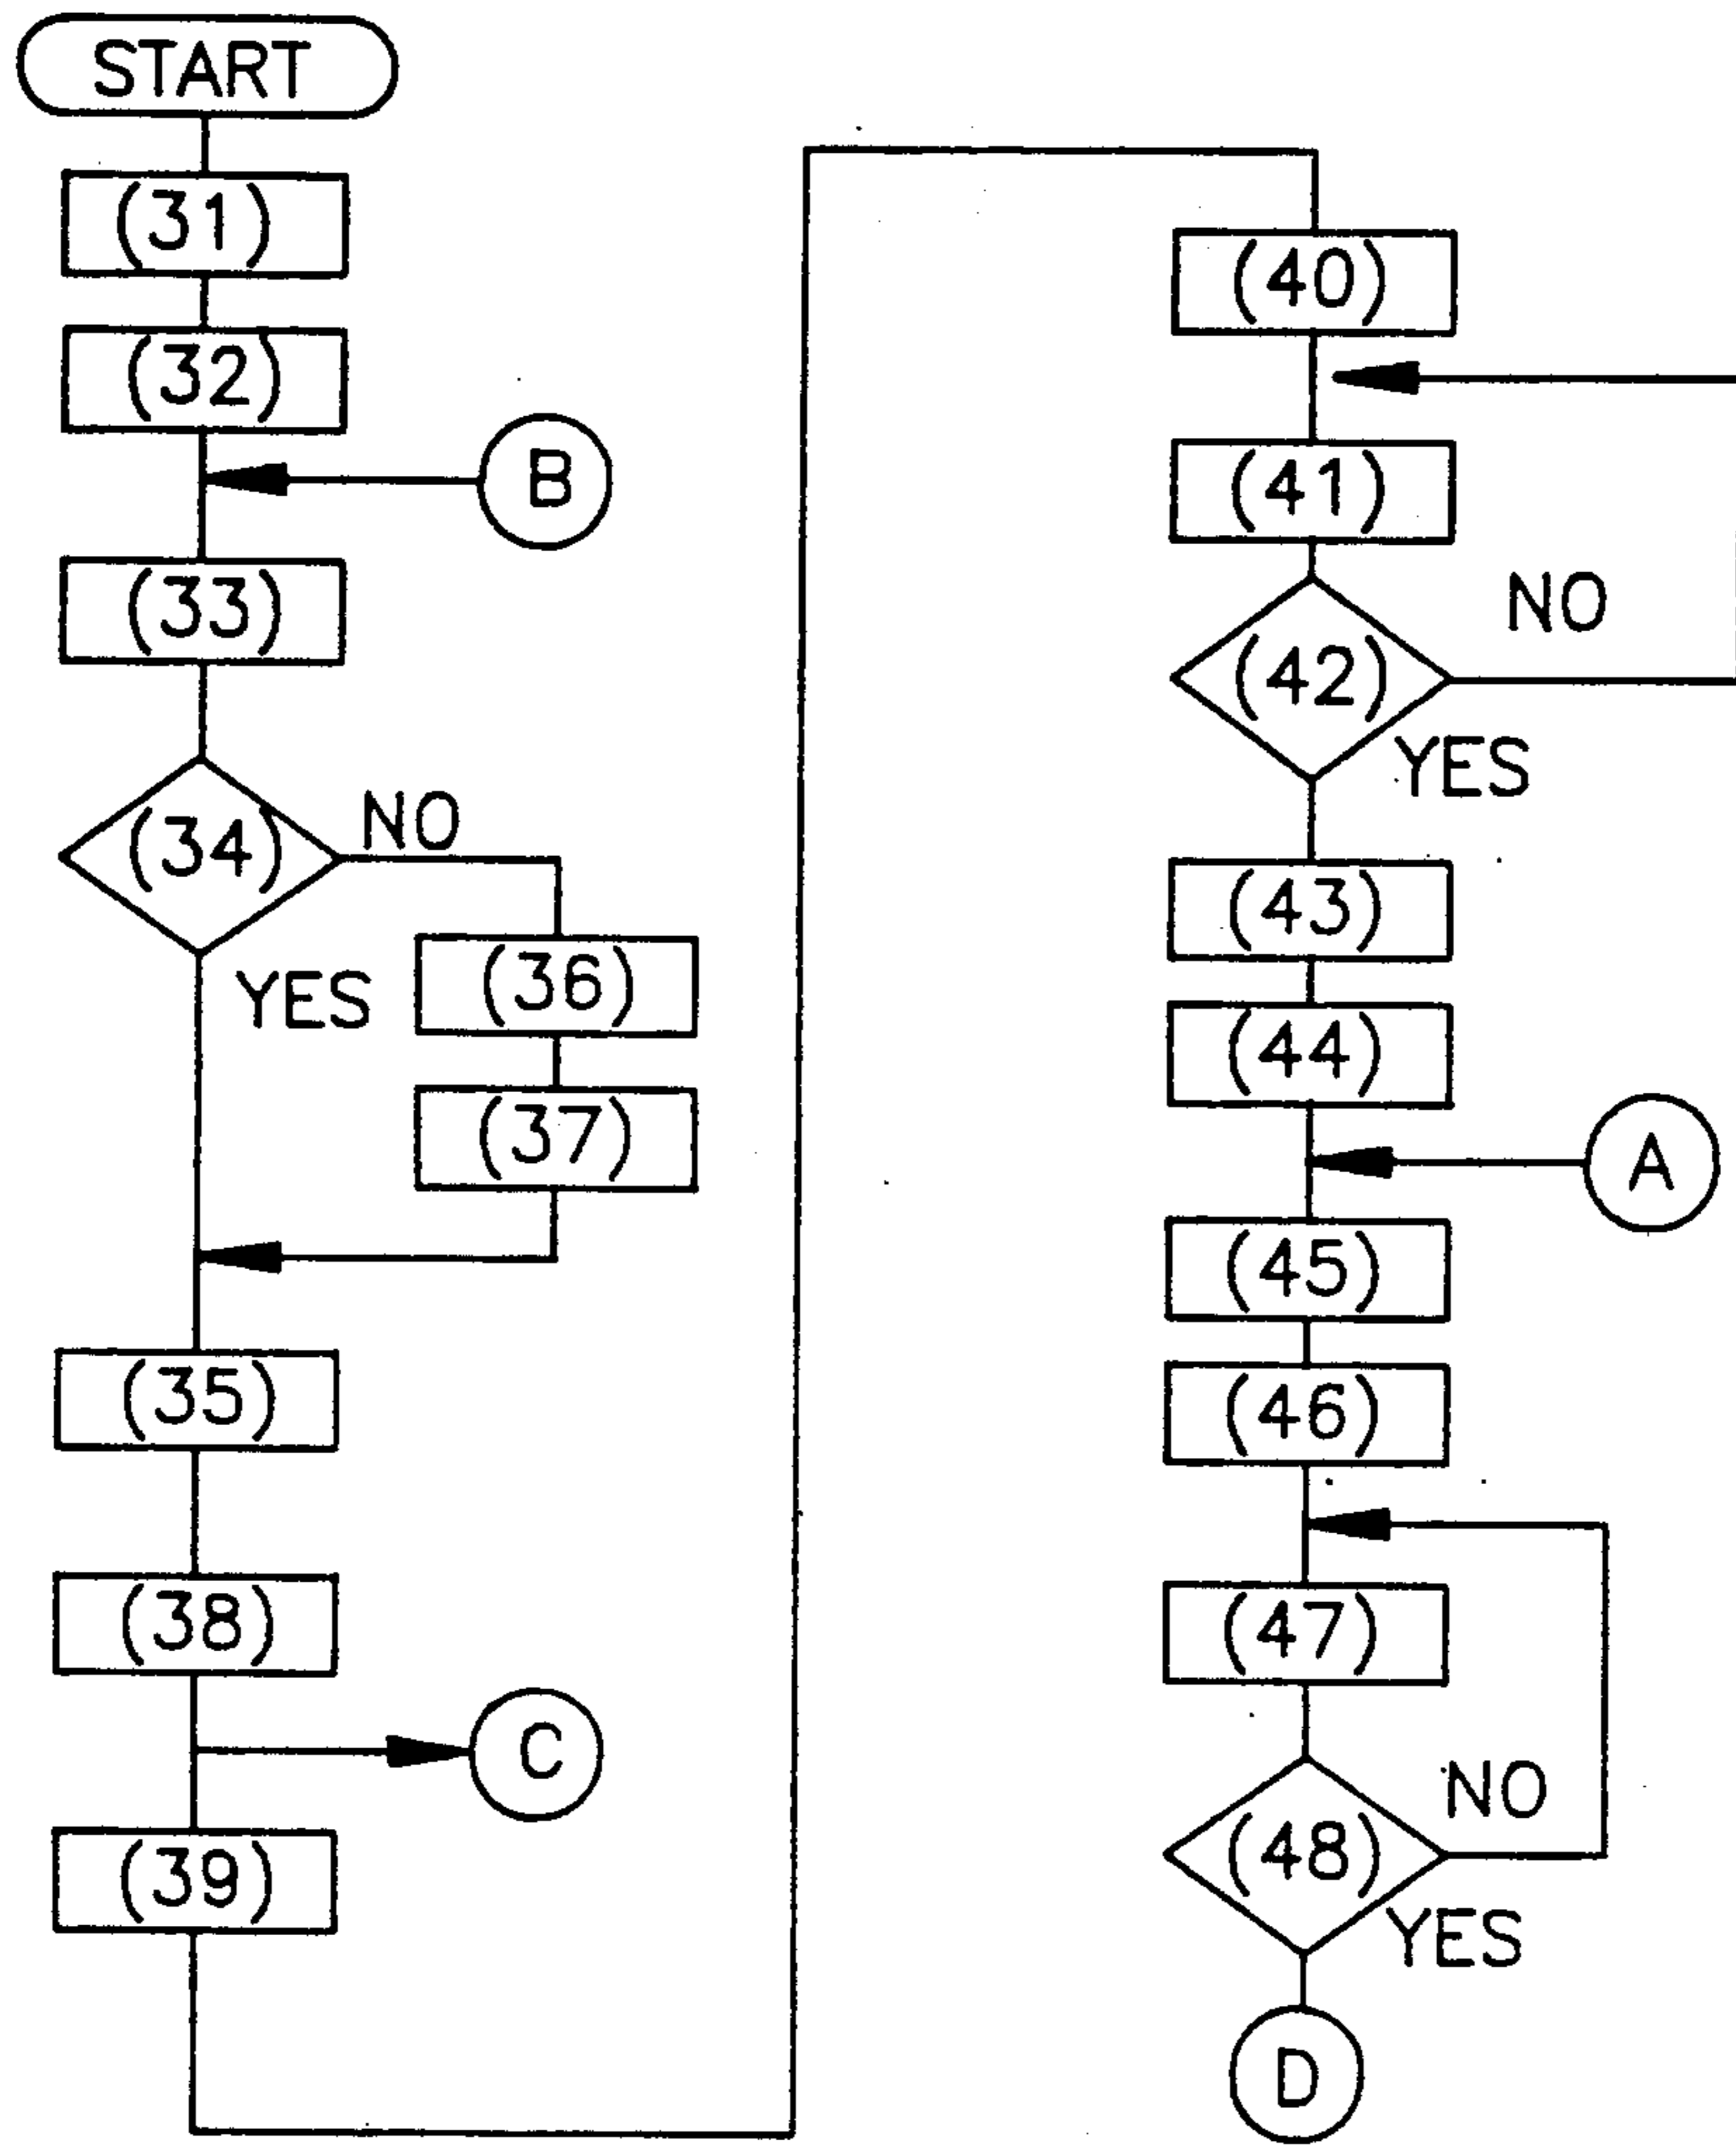 START
(31)
(32)
B
(33)
(34)
NO
YES
(36)
(37)
(35)
(38)
C
(39)
(40)
(41)
NO
(42)
YES
(43)
(44)
A
(45)
(46)
(47)
NO
(48)
YES
D